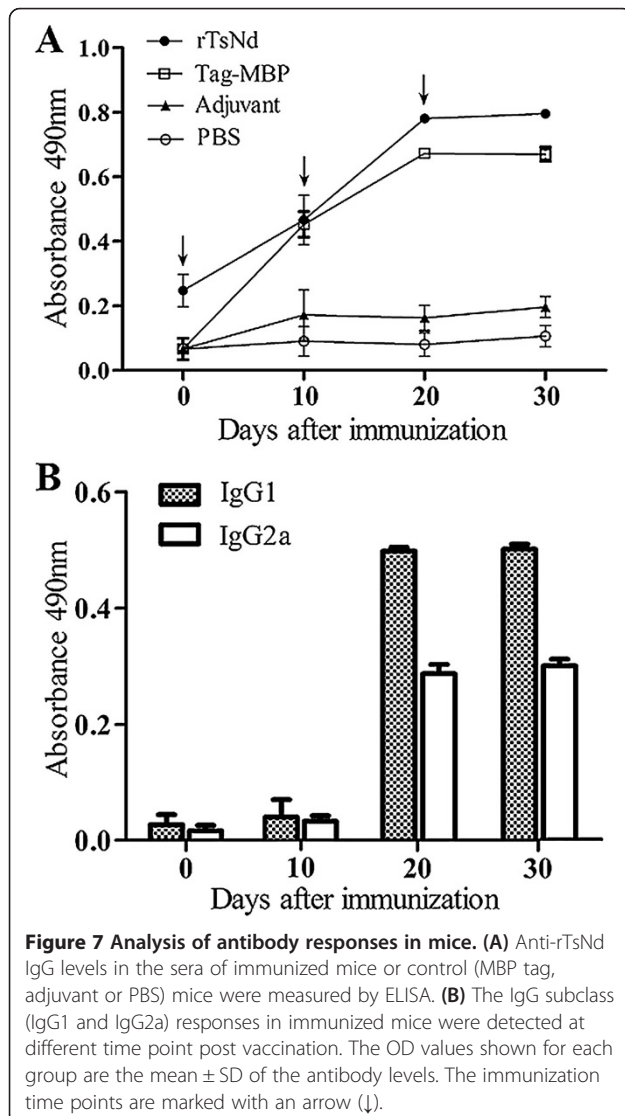 A
rTsNd
Tag-MBP
Adjuvant
PBS
Absorbance 490nm
1.0
0.8
0.6
0.4
0.2
0.0
0 10 20 30
Days after immunization
B
IgG1
IgG2a
Absorbance 490nm
0.6
0.4
0.2
0.0
0 10 20 30
Days after immunization
Figure 7 Analysis of antibody responses in mice. (A) Anti-rTsNd
IgG levels in the sera of immunized mice or control (MBP tag,
adjuvant or PBS) mice were measured by ELISA. (B) The IgG subclass
(IgG1 and IgG2a) responses in immunized mice were detected at
different time point post vaccination. The OD values shown for each
group are the mean ± SD of the antibody levels. The immunization
time points are marked with an arrow (↓).